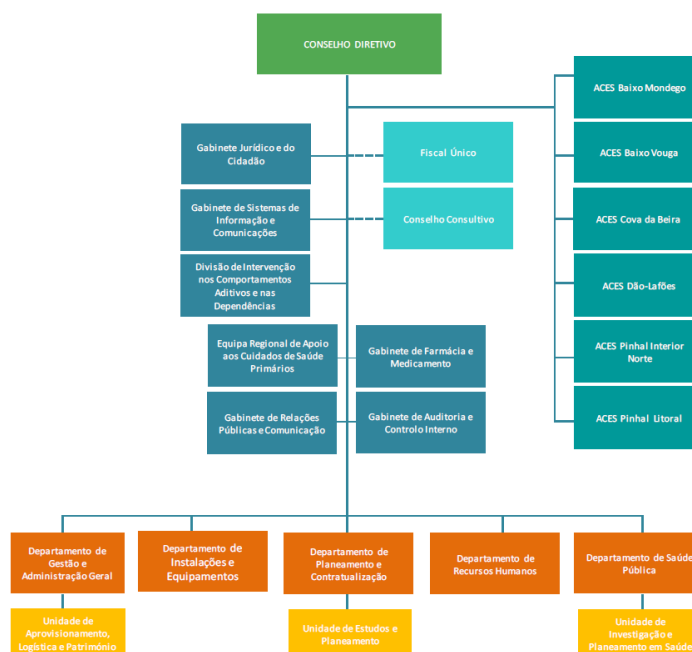 CONSELHO DIRETIVO
ACES Baixo Mondego
Gabinete Jurídico e do
Cidadão
Fiscal Único
ACES Baixo Vouga
Gabinete de Sistemas de
Informação e
Comunicações
Conselho Consultivo
ACES Cova da Beira
Divisão de Intervenção
nos Comportamentos
Aditivos e nas
Dependências
ACES Dão-Lafões
Equipa Regional de Apoio
aos Cuidados de Saúde
Primários
Gabinete de Farmácia e
Medicamento
ACES Pinhal Interior
Norte
Gabinete de Relações
Públicas e Comunicação
Gabinete de Auditoria e
Controlo Interno
ACES Pinhal Litoral
Departamento de
Gestão e
Administração Geral
Departamento de
Instalações e
Equipamentos
Departamento de
Planeamento e
Contratualização
Departamento de
Recursos Humanos
Departamento de Saúde
Pública
Unidade de
Aprovisionamento,
Logística e Património
Unidade de Estudos e
Planeamento
Unidade de
Investigação e
Planeamento em Saúde